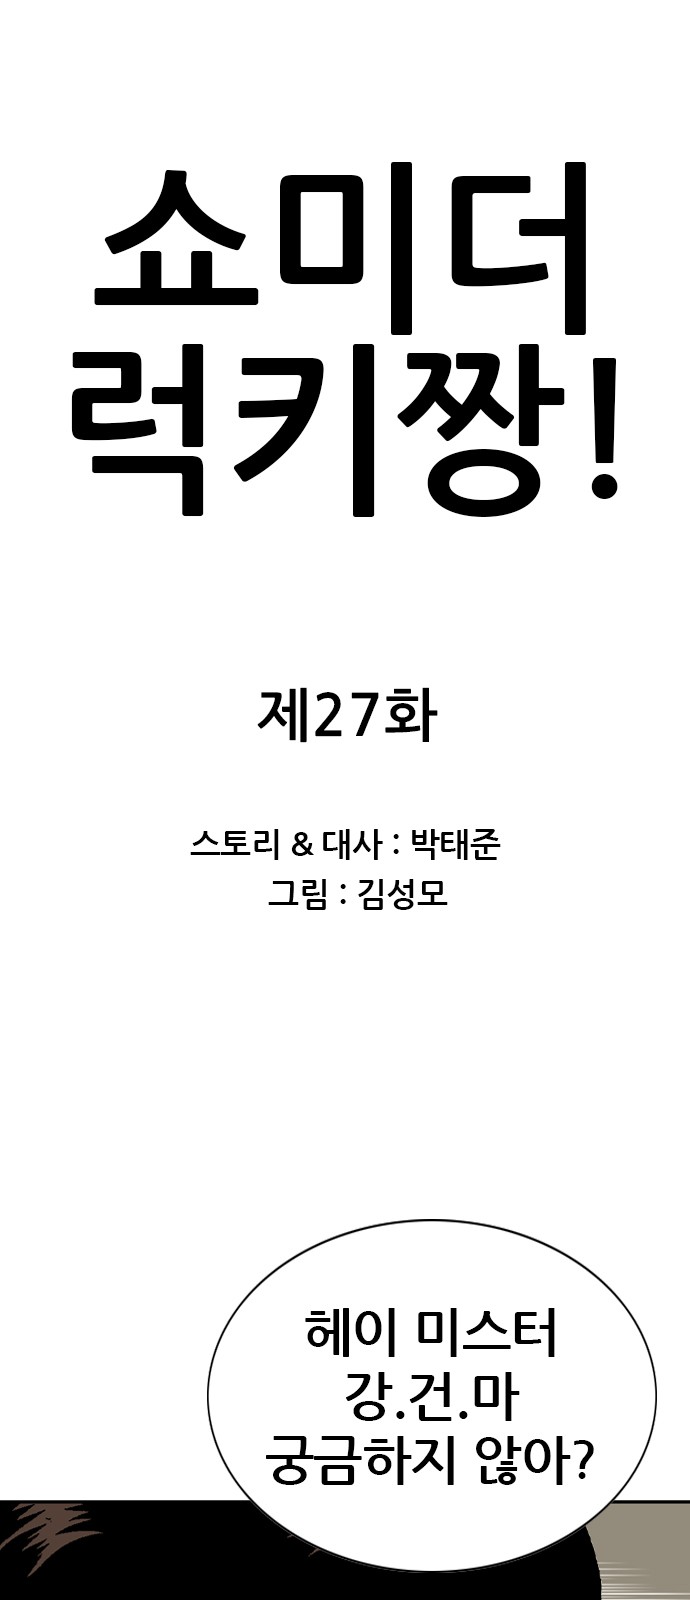 쇼미더
럭키짱!
제27화
스토리 & 대사 : 박태준
그림 : 김성모
헤이 미스터
강.건.마
궁금하지 않아?